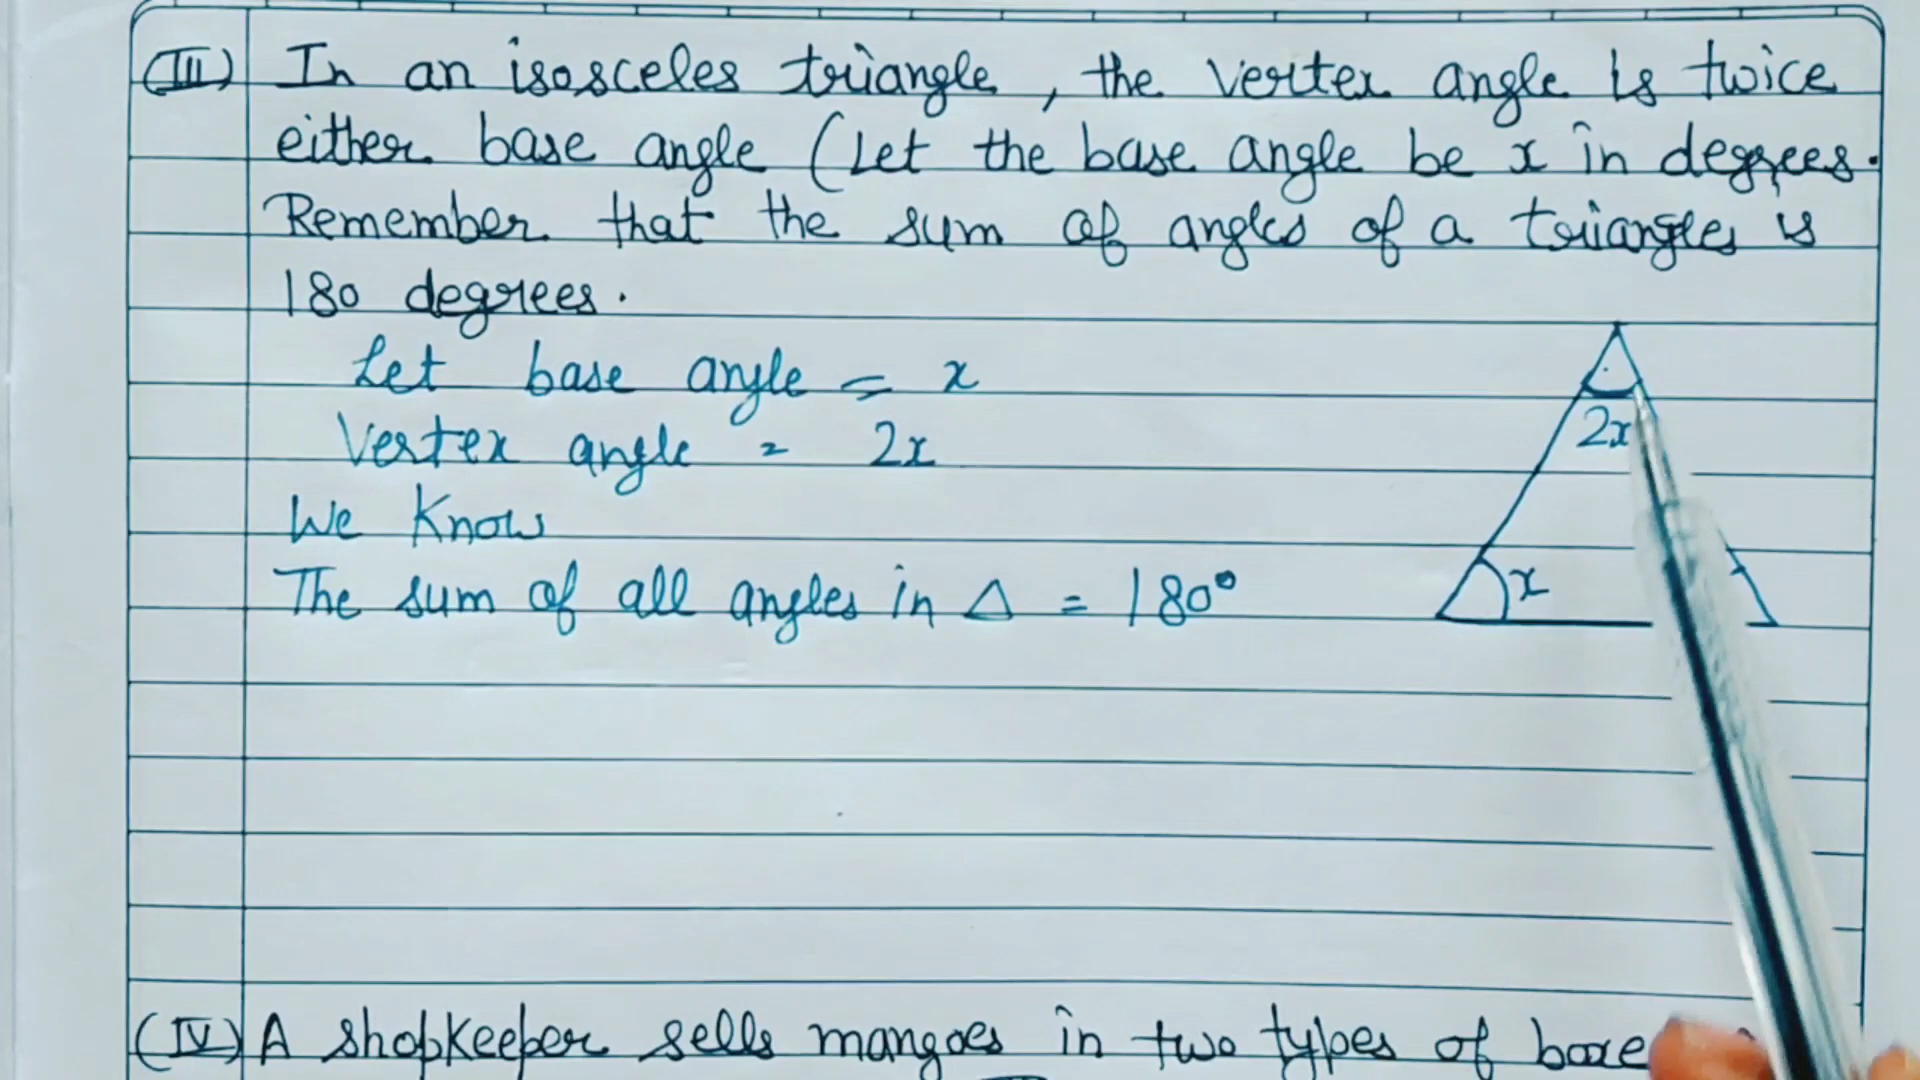 (III) In an isosceles triangle, the vertex angle is twice
either base angle (Let the base angle be x in degrees.
Remember that the sum of angles of a triangles is
180 degrees.
Let base angle = x
Vertex angle = 2x
2x
We Know
The sum of all angles in △ = 180°
x
(IV) A shopkeeper sells mangoes in two types of boxe